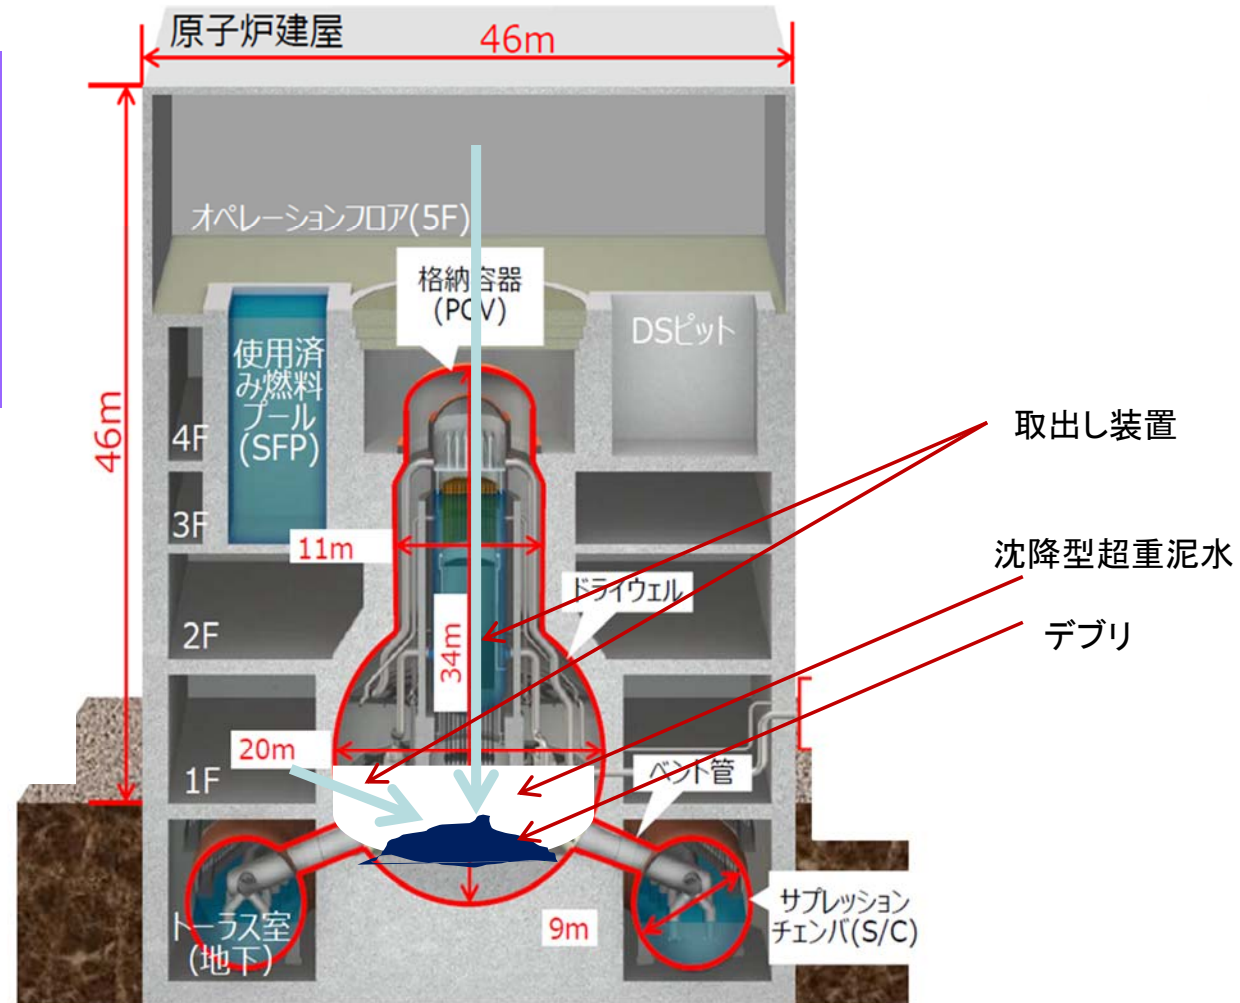 原子炉建屋
46m
オペレーションフロア(5F)
格納容器
(PCV)
使用済
み燃料
プール
(SFP)
DSピット
46m
4F
取出し装置
3F
11m
沈降型超重泥水
ドライウェル
2F
34m
デブリ
20m
1F
ベント管
トーラス室
(地下)
9m
サプレッション
チェンバ(S/C)